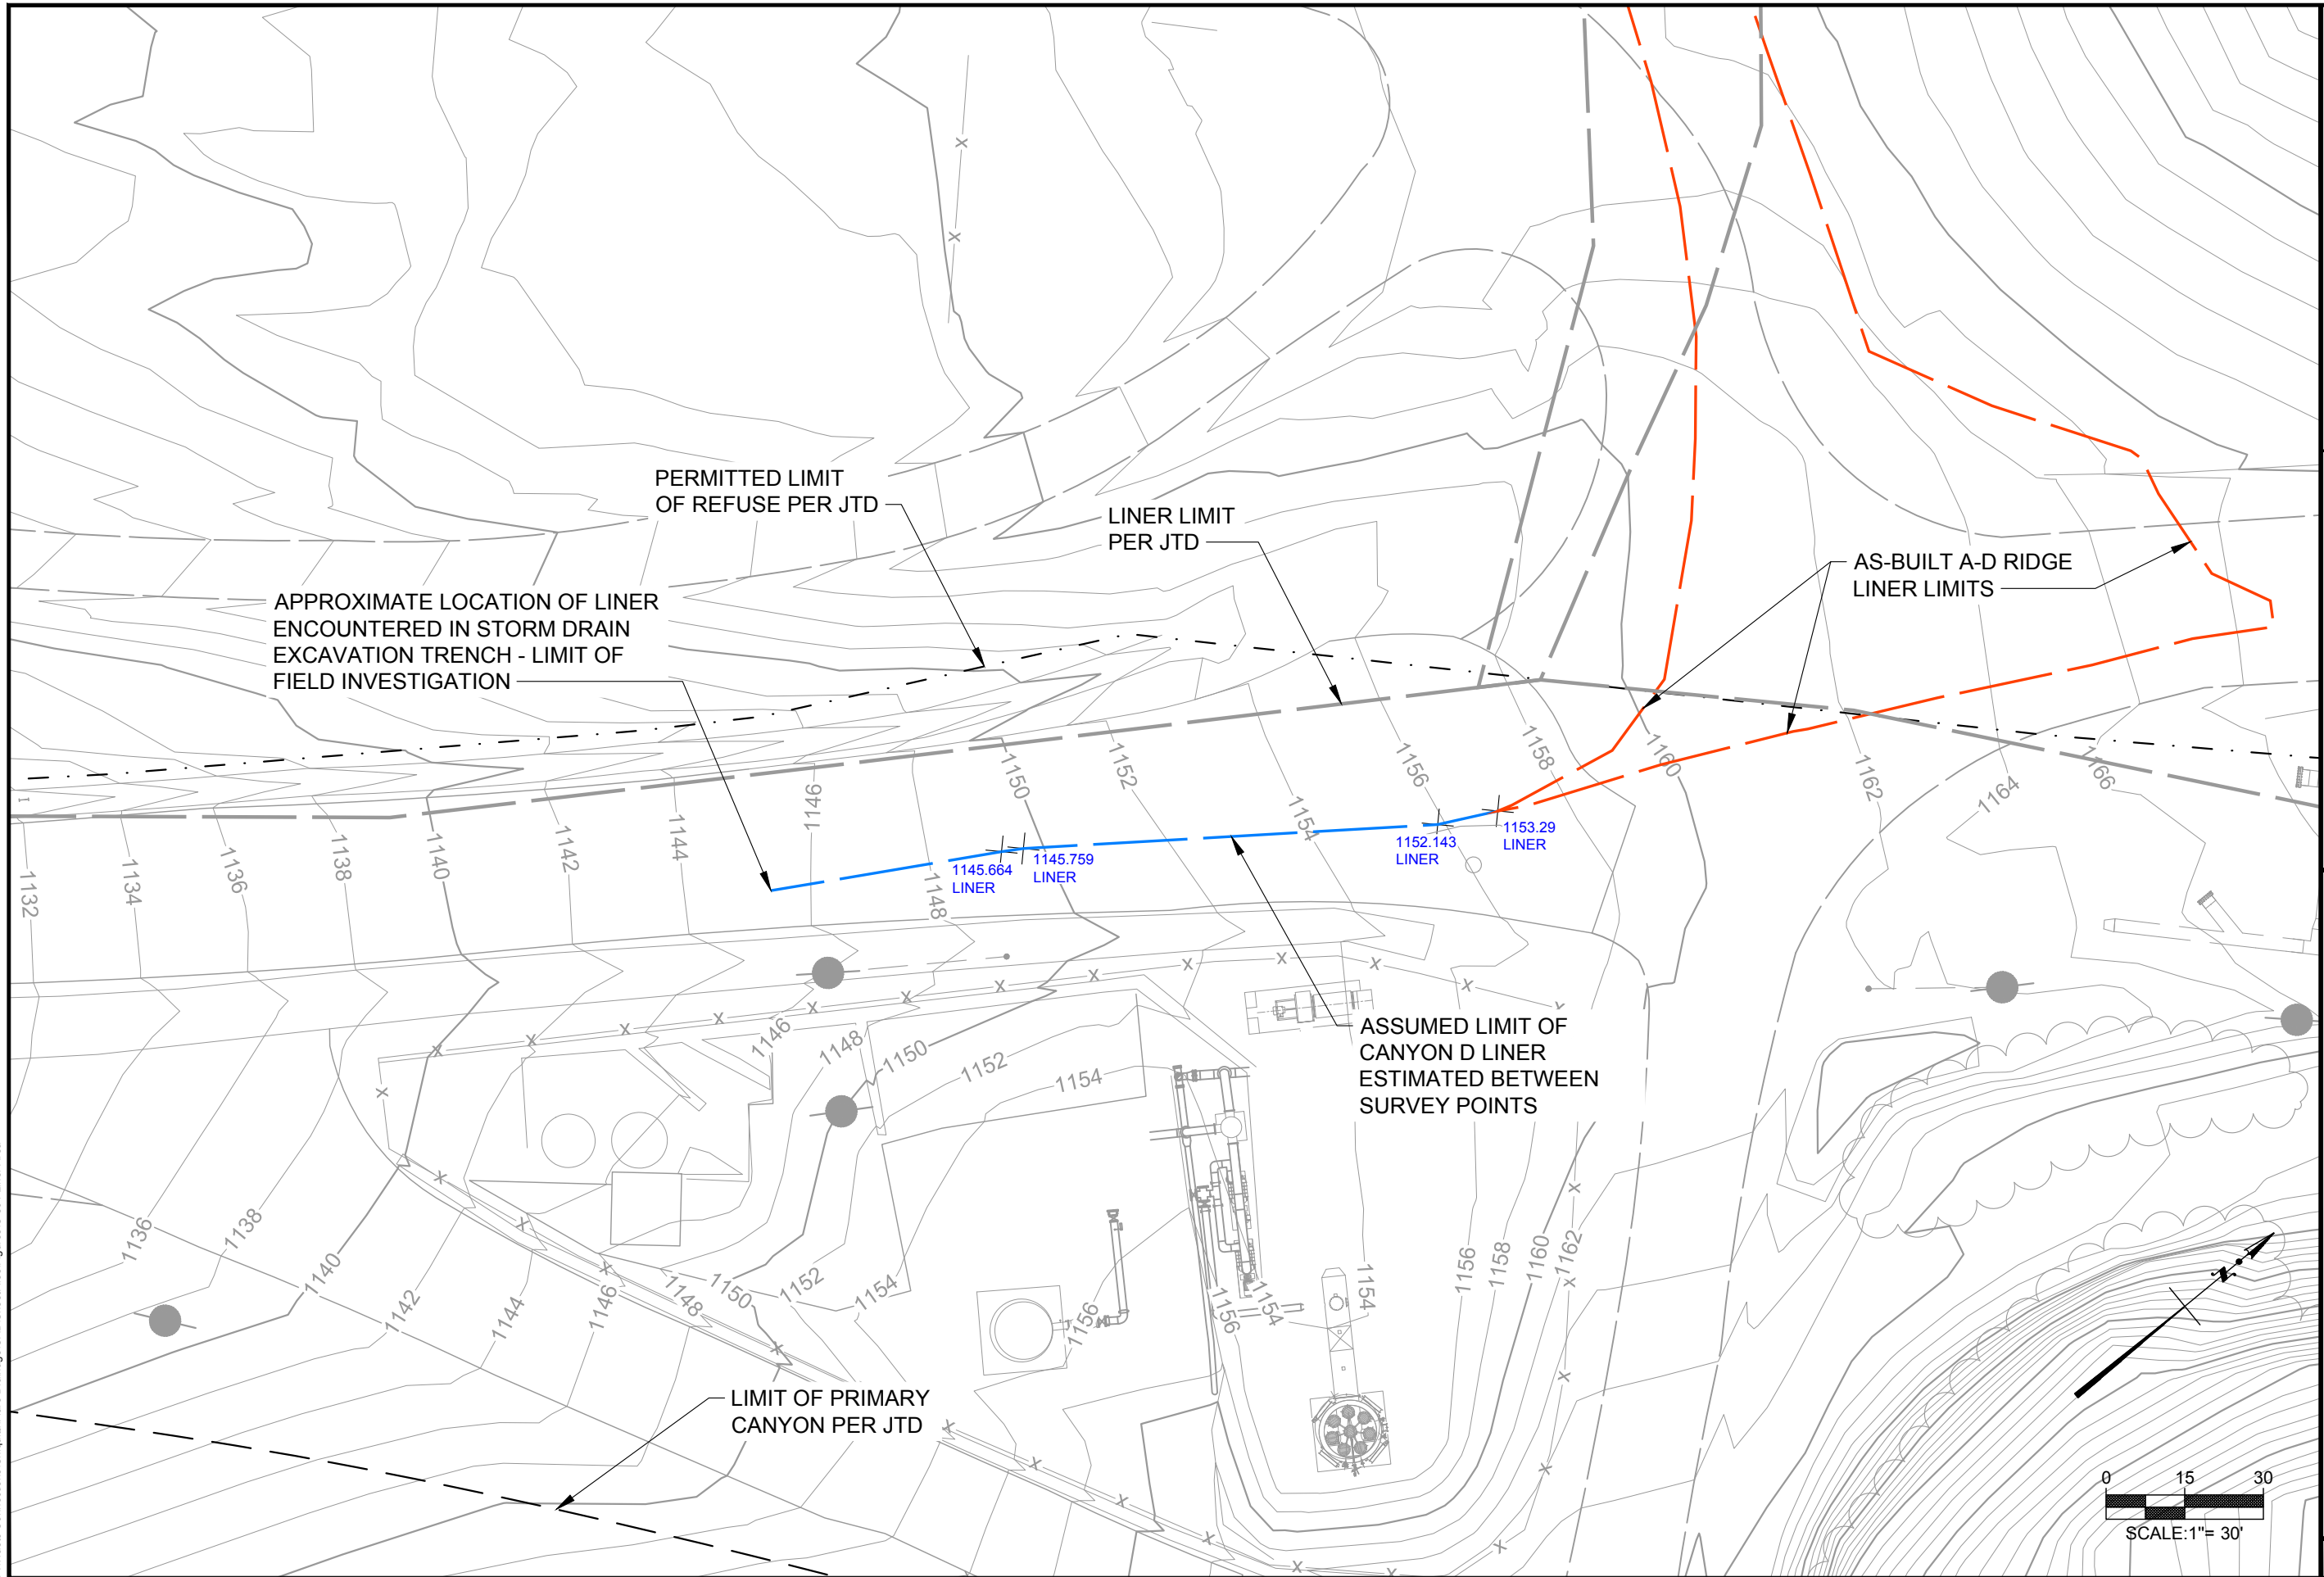 PERMITTED LIMIT
OF REFUSE PER JTD
LINER LIMIT
PER JTD
AS-BUILT A-D RIDGE
LINER LIMITS
APPROXIMATE LOCATION OF LINER
ENCOUNTERED IN STORM DRAIN
EXCAVATION TRENCH - LIMIT OF
FIELD INVESTIGATION
1132
1134
1136
1138
1140
1142
1144
1146
1148
1150
1152
1154
1156
1158
1160
1162
1164
1166
1145.664
LINER
1145.759
LINER
1152.143
LINER
1153.29
LINER
ASSUMED LIMIT OF
CANYON D LINER
ESTIMATED BETWEEN
SURVEY POINTS
1146
1148
1150
1152
1154
1136
1138
1140
1142
1144
1146
1148
1150
1152
1154
1156
1156
1154
1154
1156
1158
1160
1162
LIMIT OF PRIMARY
CANYON PER JTD
N
0 15 30
SCALE:1"= 30'